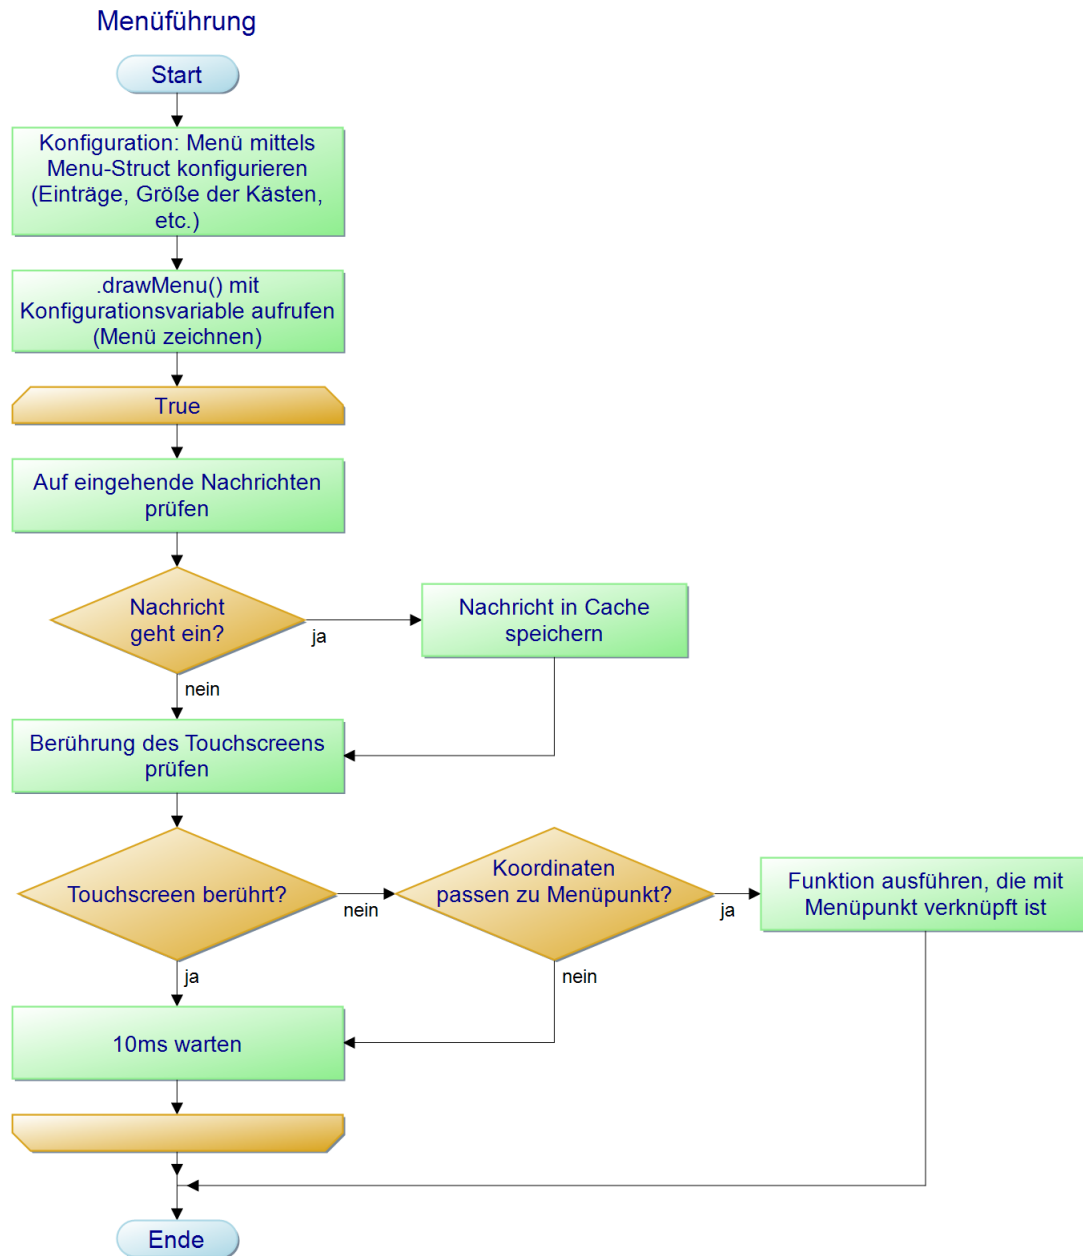 Menüführung
Start
Konfiguration: Menü mittels
Menu-Struct konfigurieren
(Einträge, Größe der Kästen,
etc.)
.drawMenu() mit
Konfigurationsvariable aufrufen
(Menü zeichnen)
True
Auf eingehende Nachrichten
prüfen
Nachricht
geht ein?
ja
Nachricht in Cache
speichern
nein
Berührung des Touchscreens
prüfen
Touchscreen berührt?
nein
Koordinaten
passen zu Menüpunkt?
ja
Funktion ausführen, die mit
Menüpunkt verknüpft ist
ja
nein
10ms warten
Ende